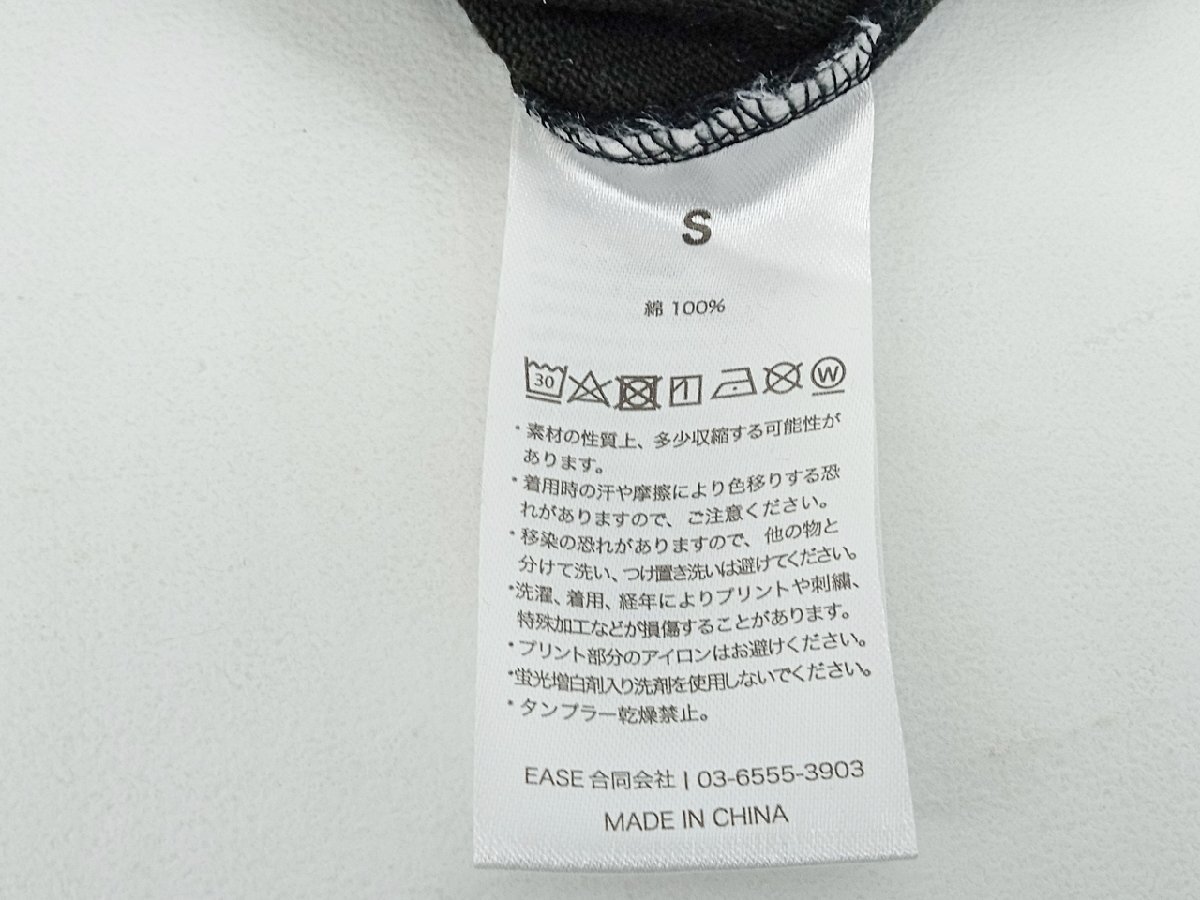 S
綿 100%
30 W
・素材の性質上、多少収縮する可能性が
あります。
・着用時の汗や摩擦により色移りする恐
れがありますので、ご注意ください。
・移染の恐れがありますので、他の物と
分けて洗い、つけ置き洗いは避けてください。
・洗濯、着用、経年によりプリントや刺繍、
特殊加工などが損傷することがあります。
・プリント部分のアイロンはお避けください。
・蛍光増白剤入り洗剤を使用しないでください。
・タンブラー乾燥禁止。
EASE 合同会社 | 03-6555-3903
MADE IN CHINA